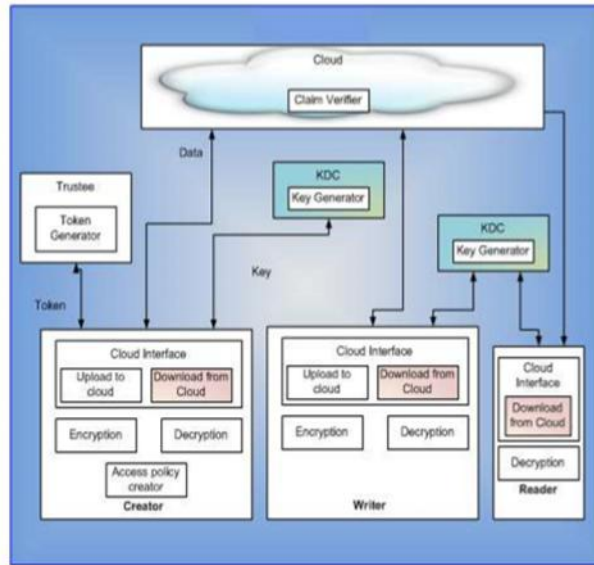 Cloud
Claim Verifier
Data
KDC
Key Generator
Trustee
Token
Generator
KDC
Key Generator
Key
Token
Cloud Interface
Upload to
cloud
Download from
Cloud
Encryption
Decryption
Access policy
creator
Creator
Cloud Interface
Upload to
cloud
Download from
Cloud
Encryption
Decryption
Writer
Cloud
Interface
Download
from Cloud
Decryption
Reader